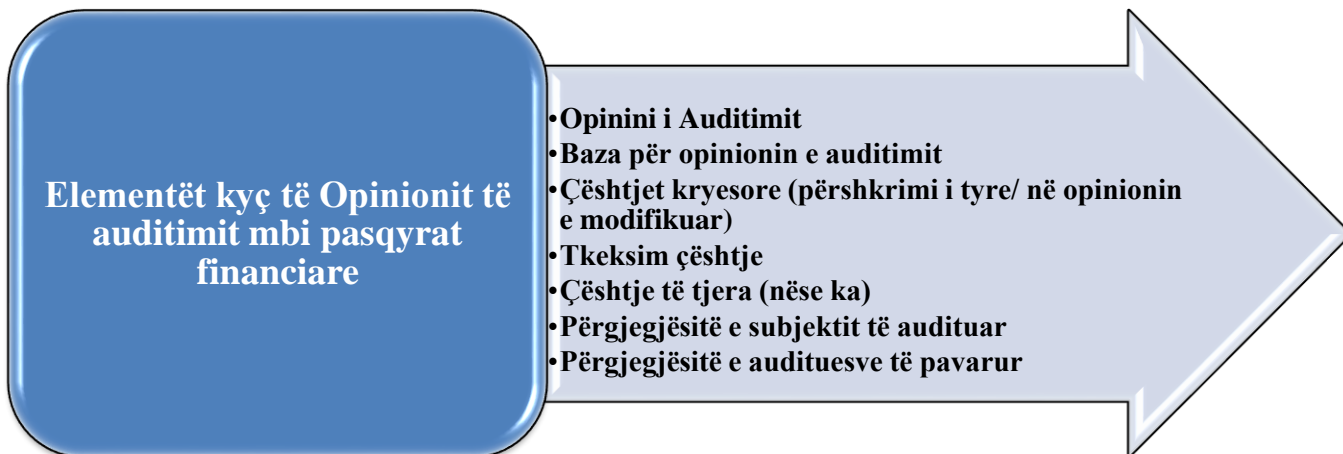 Elementët kyç të Opinionit të
auditimit mbi pasqyrat
financiare
•Opinini i Auditimit
•Baza për opinionin e auditimit
•Çështjet kryesore (përshkrimi i tyre/ në opinionin
e modifikuar)
•Tkeksim çështje
•Çështje të tjera (nëse ka)
•Përgjegjësitë e subjektit të audituar
•Përgjegjësitë e audituesve të pavarur